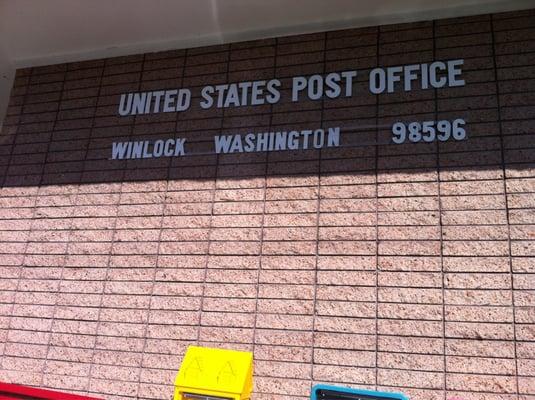 UNITED STATES POST OFFICE
WINLOCK WASHINGTON 98596